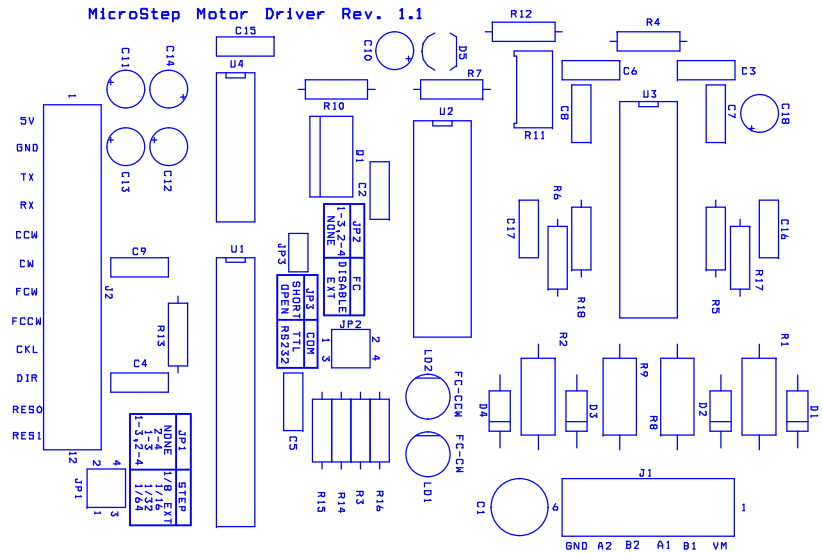 MicroStep Motor Driver Rev. 1.1
C11
C14
C15
U4
C10
D5
R12
R4
C6
C3
R7
R10
U2
R11
C8
U3
C7
C18
1
5V
GND
TX
RX
CCW
CW
FCW
FCCW
CKL
DIR
RES0
RES1
12
J2
C13
C12
Q1
C2
JP2 FC
1-3,2-4 DISABLE
NONE EXT
U1
JP3
C9
R13
C4
JP3 COM
SHORT TTL
OPEN RS232
JP2
1 2
3 4
C17
R6
R18
R5
R17
C16
LD2
FC-CCW
R2
R9
R8
R1
D4
D3
D2
D1
C5
JP1 STEP
NONE 1/8 EXT
2-4 1/16
1-3 1/32
1-3,2-4 1/64
2 4
JP1
1 3
R15
R14
R3
R16
FC-CW
LD1
C1
J1
6
1
GND A2 B2 A1 B1 VM